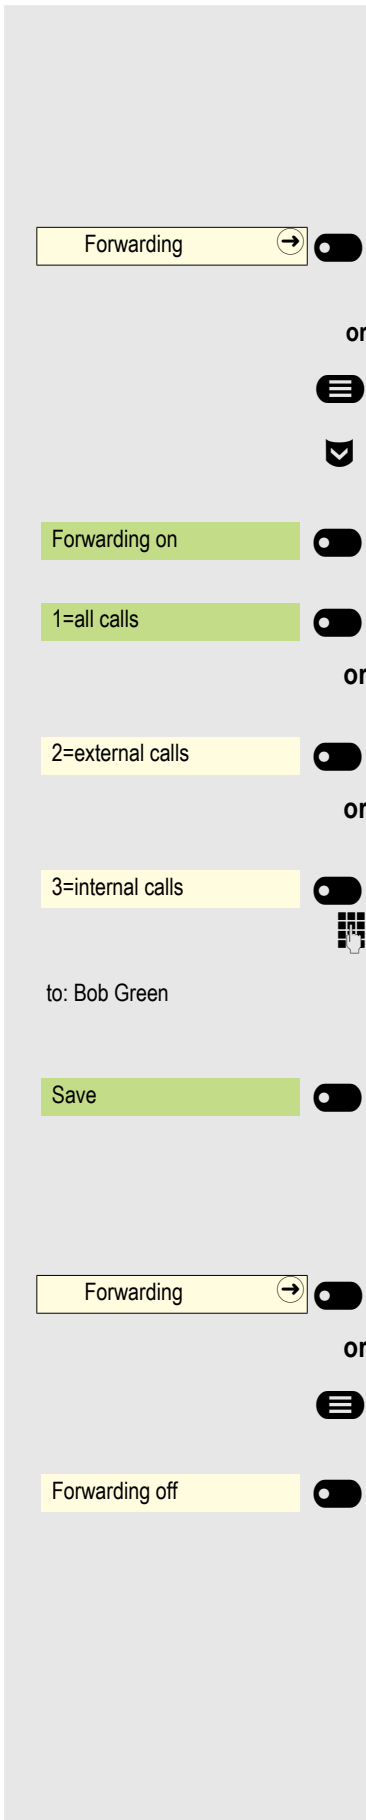 Forwarding
or
Forwarding on
1=all calls
or
2=external calls
or
3=internal calls
to: Bob Green
Save
Forwarding
or
Forwarding off